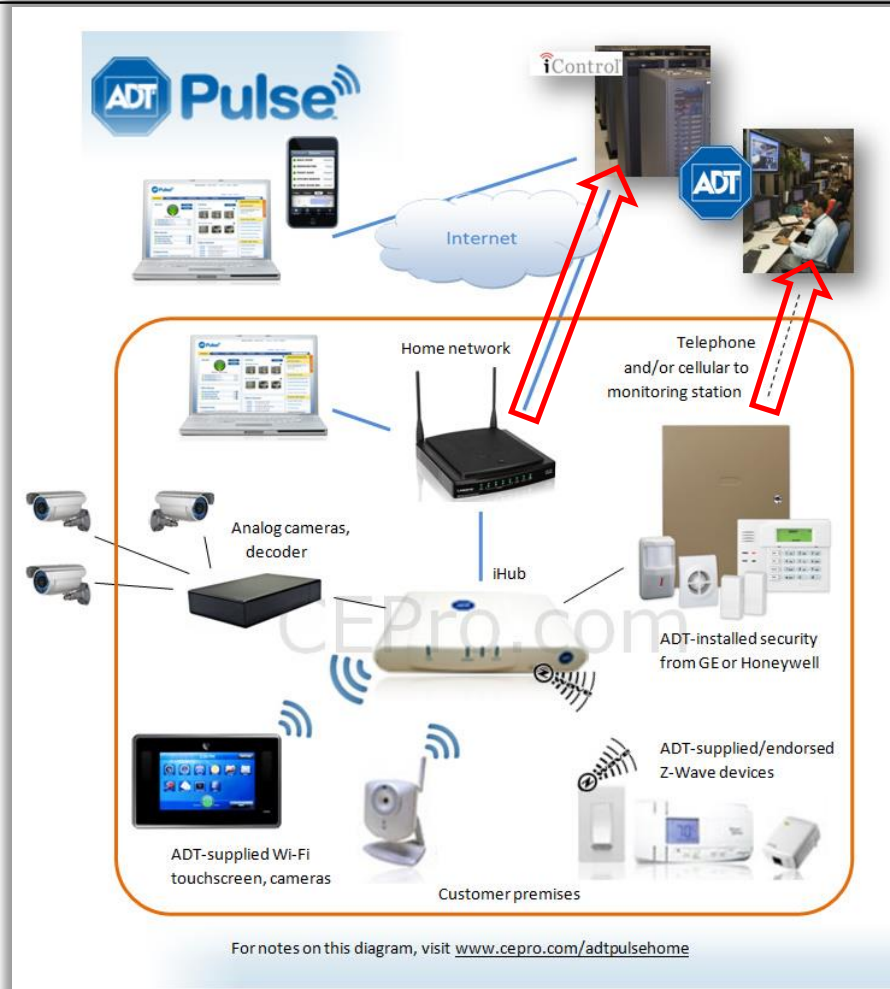 ADT Pulse
iControl
ADT
Internet
Home network
Telephone
and/or cellular to
monitoring station
Analog cameras,
decoder
iHub
CEPro.com
ADT
ADT-installed security
from GE or Honeywell
ADT-supplied/endorsed
Z-Wave devices
ADT-supplied Wi-Fi
touchscreen, cameras
Customer premises
For notes on this diagram, visit www.cepro.com/adtpulsehome